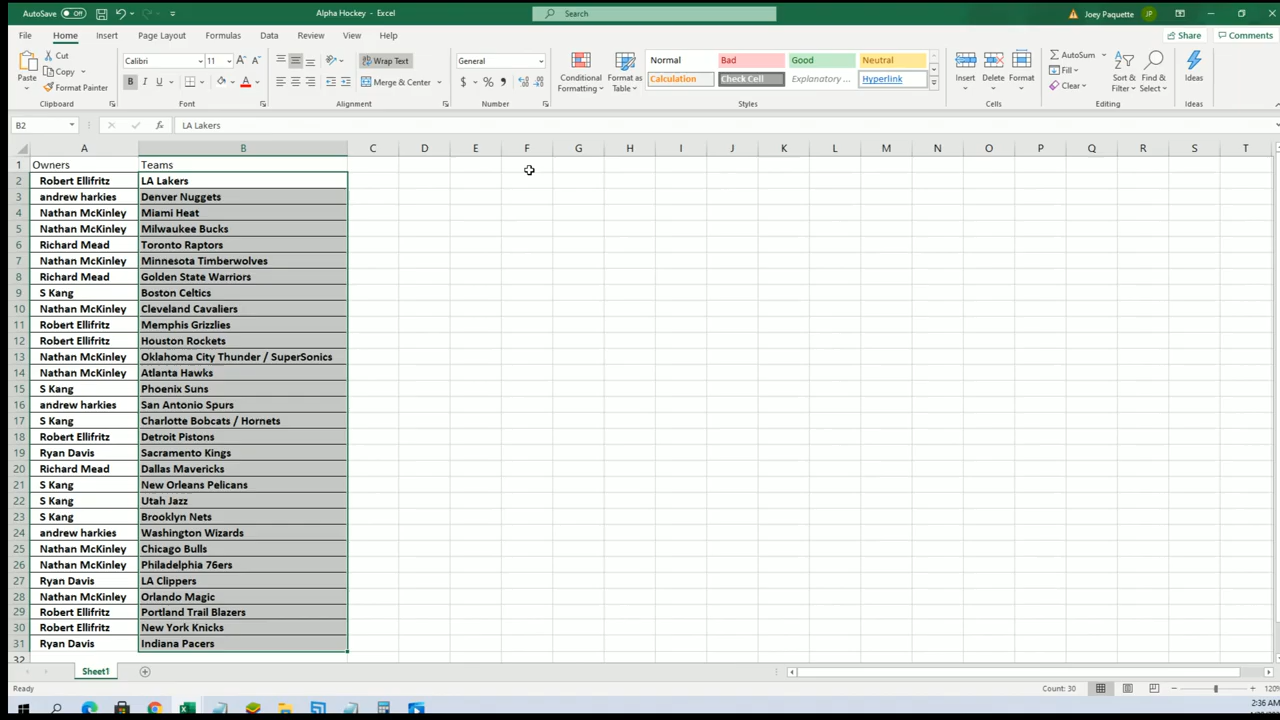 AutoSave Off Alpha Hockey - Excel Search Joey Paquette JP
File Home Insert Page Layout Formulas Data Review View Help Share Comments
Cut Calibri 11 Wrap Text General Normal Bad Good Neutral AutoSum
Copy Fill
Paste Format Painter B I U Merge & Center $ % Conditional Formatting Format as Table Calculation Check Cell Explanatory ... Hyperlink Insert Delete Format Clear Sort & Filter Find & Select Ideas
Clipboard Font Alignment Number Styles Cells Editing Ideas
B2 fx LA Lakers
A B C D E F G H I J K L M N O P Q R S T
1 Owners Teams
2 Robert Ellifritz LA Lakers
3 andrew harkies Denver Nuggets
4 Nathan McKinley Miami Heat
5 Nathan McKinley Milwaukee Bucks
6 Richard Mead Toronto Raptors
7 Nathan McKinley Minnesota Timberwolves
8 Richard Mead Golden State Warriors
9 S Kang Boston Celtics
10 Nathan McKinley Cleveland Cavaliers
11 Robert Ellifritz Memphis Grizzlies
12 Robert Ellifritz Houston Rockets
13 Nathan McKinley Oklahoma City Thunder / SuperSonics
14 Nathan McKinley Atlanta Hawks
15 S Kang Phoenix Suns
16 andrew harkies San Antonio Spurs
17 S Kang Charlotte Bobcats / Hornets
18 Robert Ellifritz Detroit Pistons
19 Ryan Davis Sacramento Kings
20 Richard Mead Dallas Mavericks
21 S Kang New Orleans Pelicans
22 S Kang Utah Jazz
23 S Kang Brooklyn Nets
24 andrew harkies Washington Wizards
25 Nathan McKinley Chicago Bulls
26 Nathan McKinley Philadelphia 76ers
27 Ryan Davis LA Clippers
28 Nathan McKinley Orlando Magic
29 Robert Ellifritz Portland Trail Blazers
30 Robert Ellifritz New York Knicks
31 Ryan Davis Indiana Pacers
32
Sheet1
Ready Count: 30 120%
2:36 AM